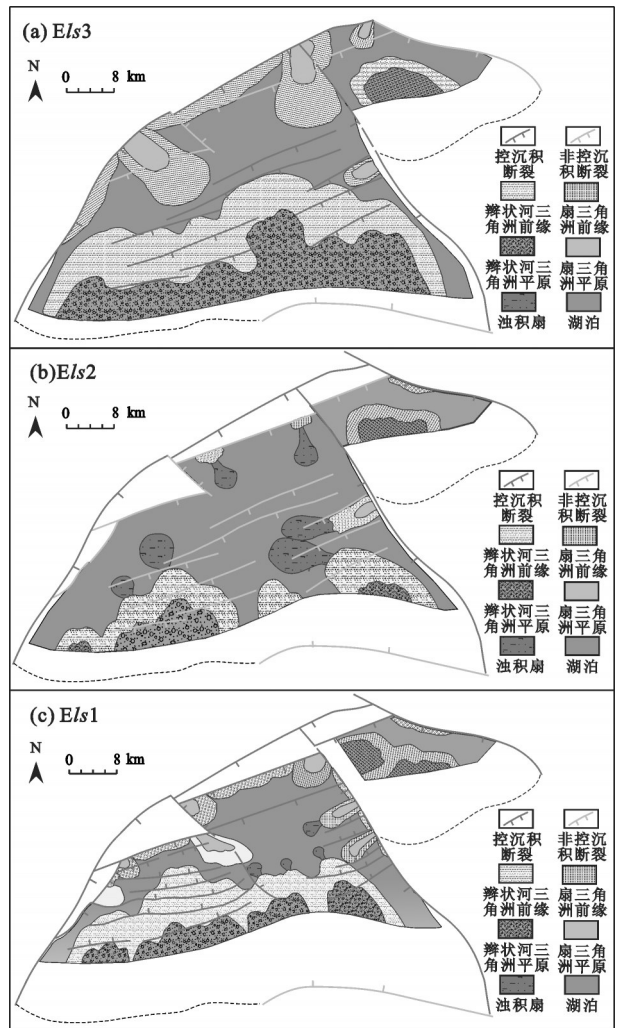 (a) Els3
N
0 8 km
控沉积
断裂
非控沉
积断裂
辫状河三
角洲前缘
扇三角
洲前缘
辫状河三
角洲平原
扇三角
洲平原
浊积扇
湖泊
(b) Els2
N
0 8 km
控沉积
断裂
非控沉
积断裂
辫状河三
角洲前缘
扇三角
洲前缘
辫状河三
角洲平原
扇三角
洲平原
浊积扇
湖泊
(c) Els1
N
0 8 km
控沉积
断裂
非控沉
积断裂
辫状河三
角洲前缘
扇三角
洲前缘
辫状河三
角洲平原
扇三角
洲平原
浊积扇
湖泊